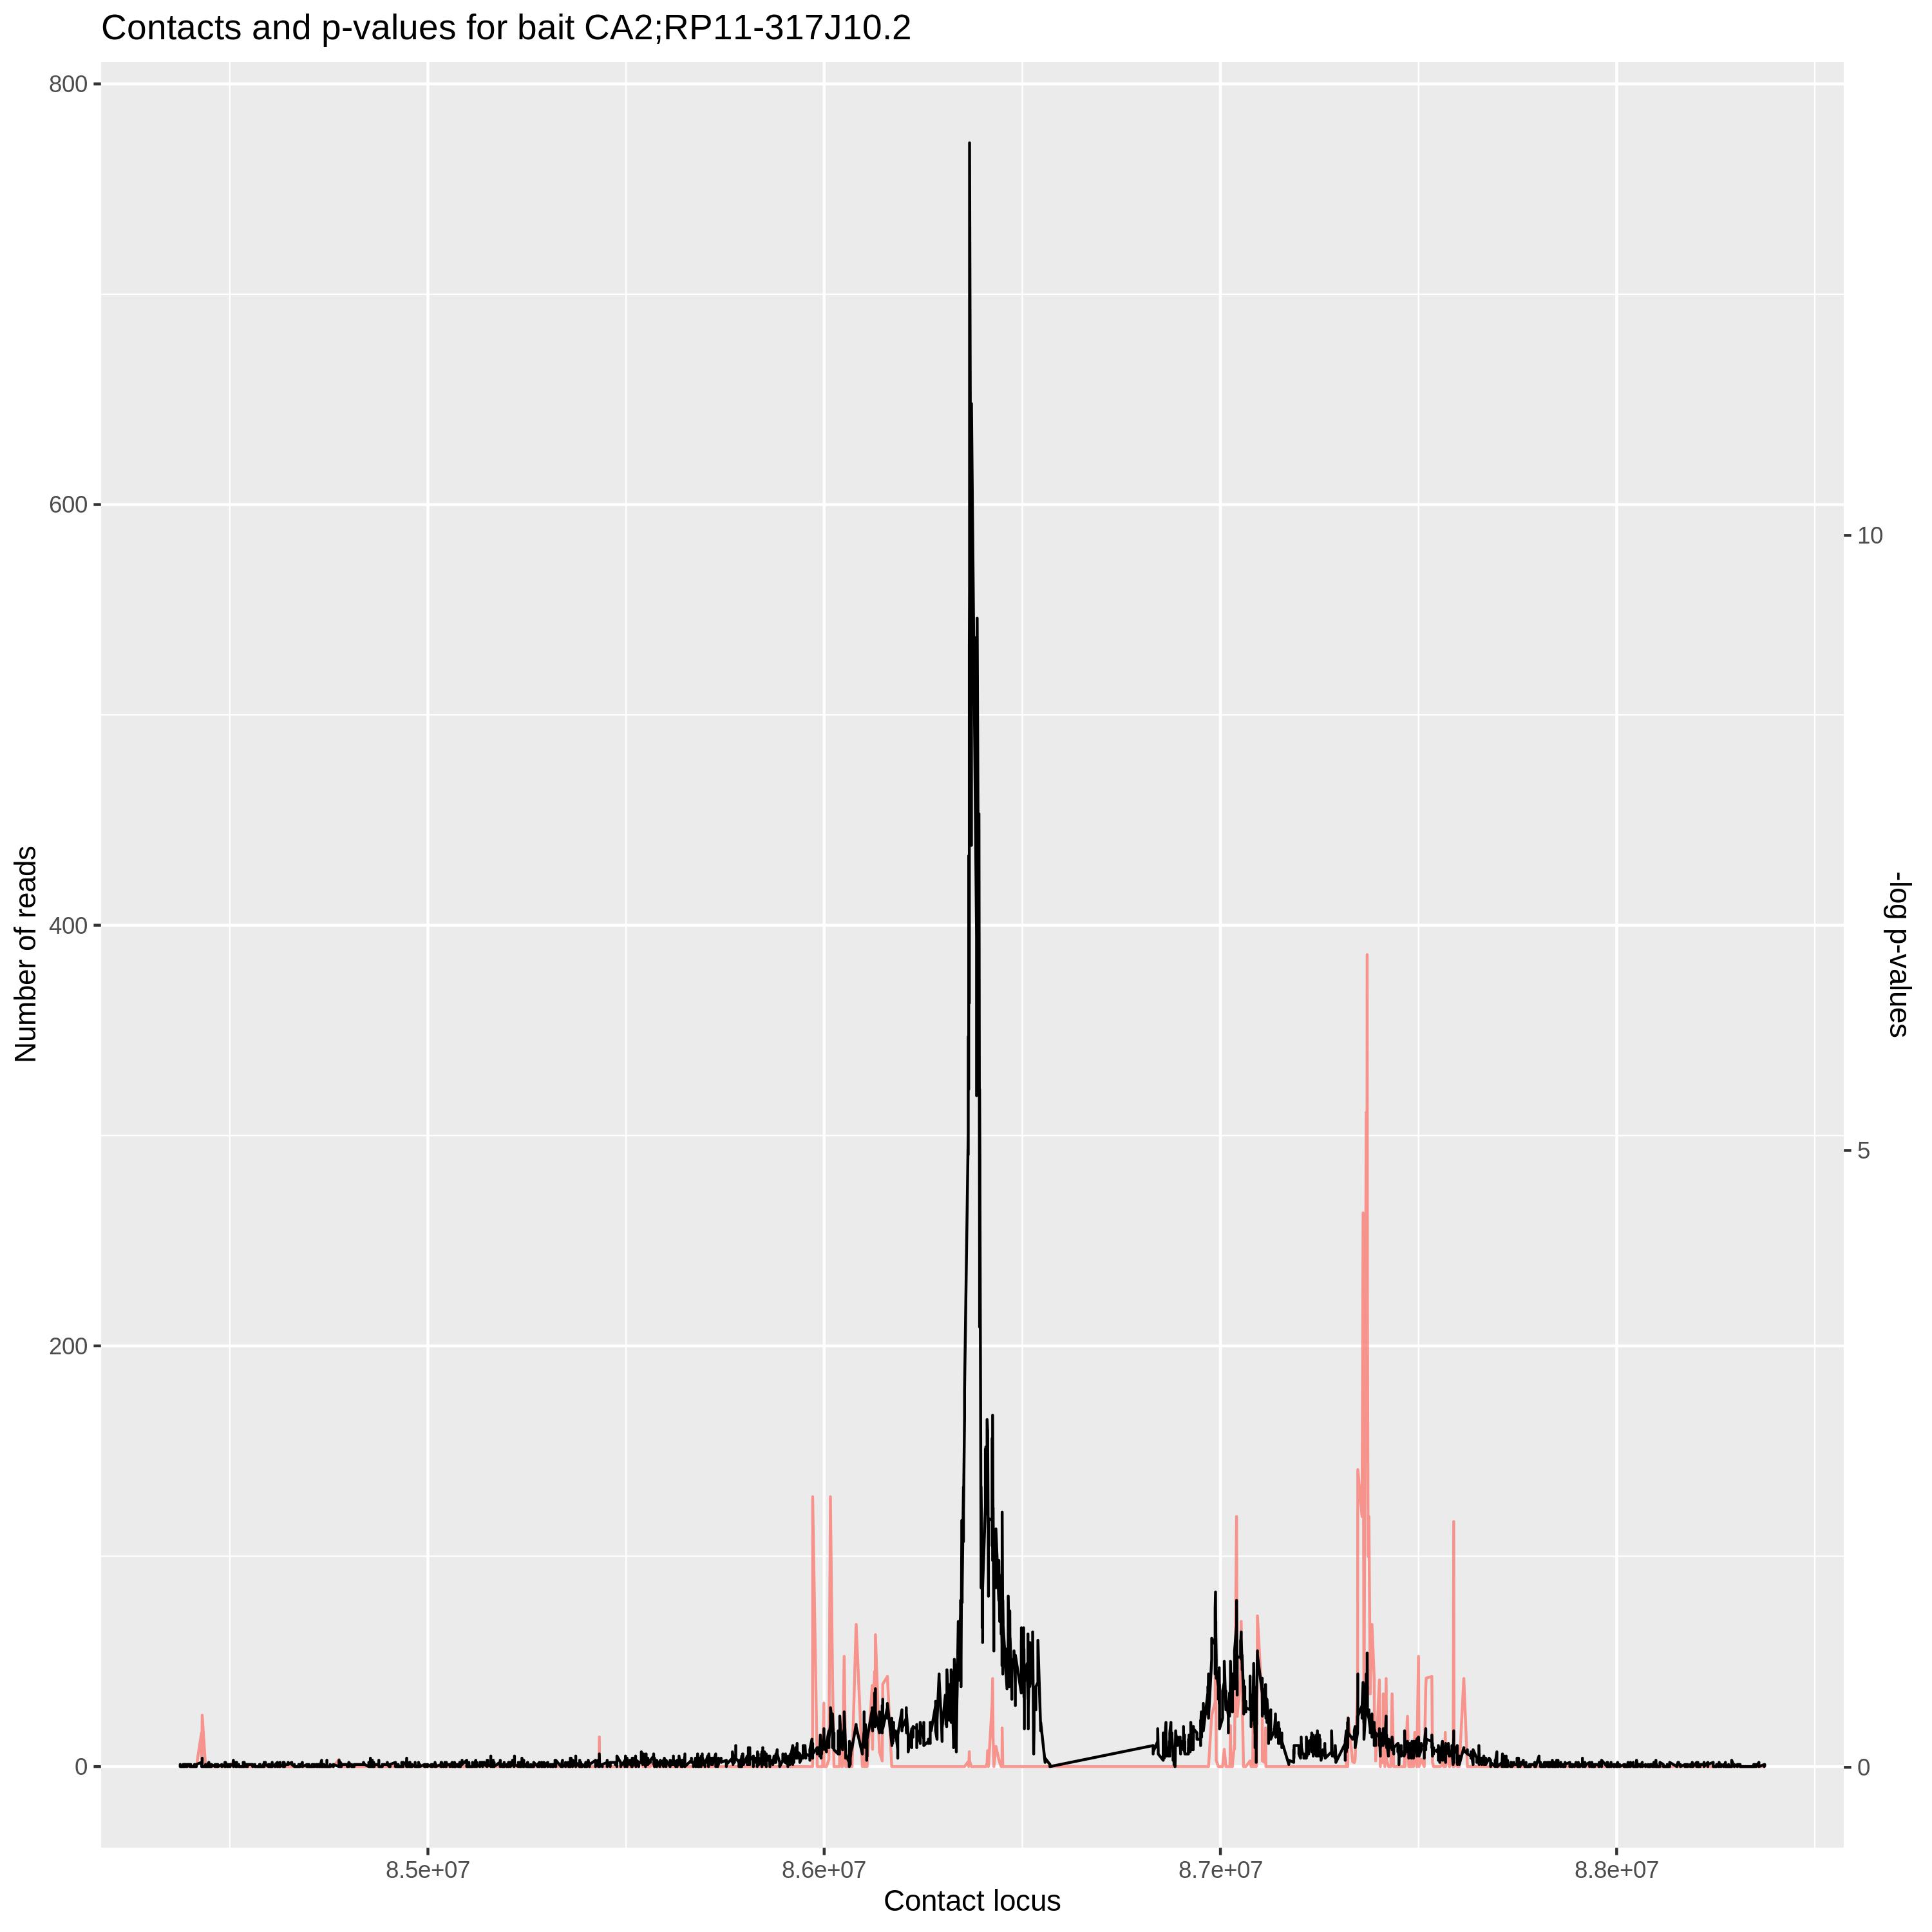 Contacts and p-values for bait CA2;RP11-317J10.2
800
600
400
200
0
Number of reads
10
5
0
-log p-values
8.5e+07
8.6e+07
8.7e+07
8.8e+07
Contact locus